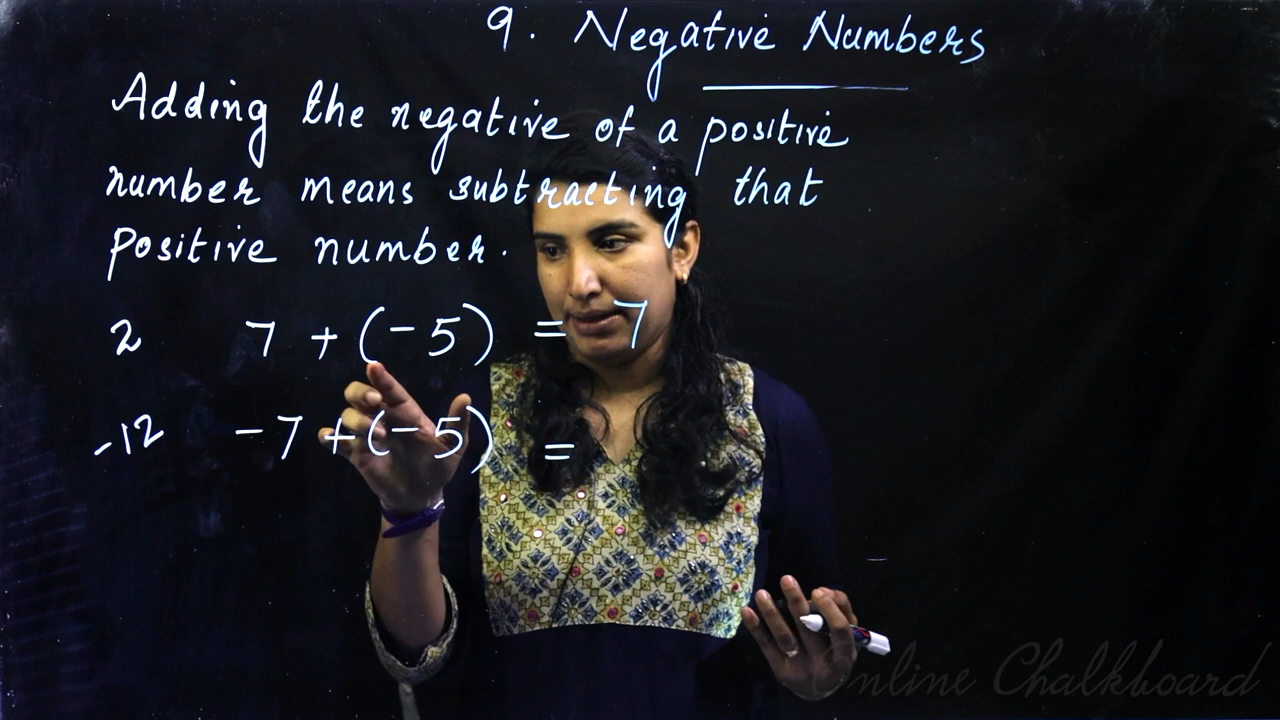 9. Negative Numbers
Adding the negative of a positive
number means subtracting that
positive number.
2 7 + (-5) = 7
-12 -7 + (-5) =
Online Chalkboard